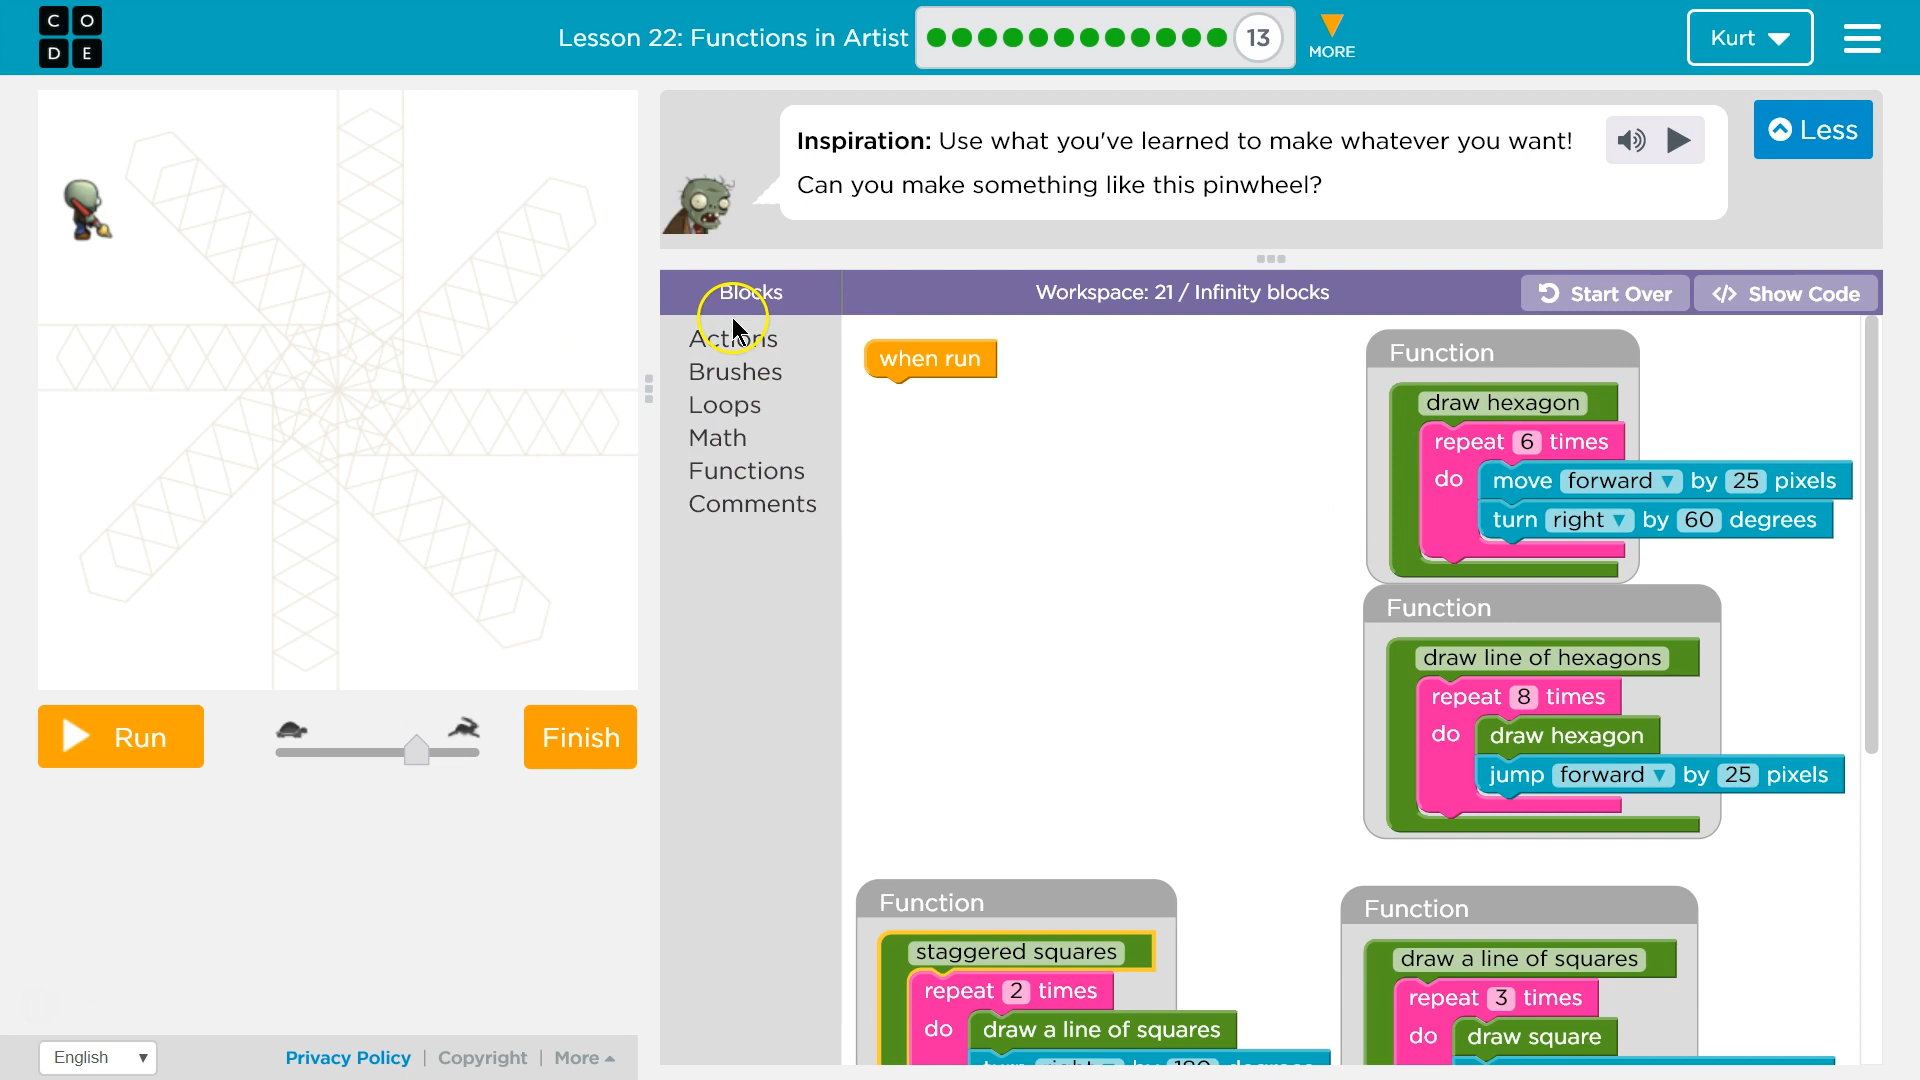 C O
D E
Lesson 22: Functions in Artist
13
MORE
Kurt
Inspiration: Use what you've learned to make whatever you want!
Can you make something like this pinwheel?
Less
Blocks
Workspace: 21 / Infinity blocks
Start Over
</> Show Code
Actions
Brushes
Loops
Math
Functions
Comments
when run
Function
draw hexagon
repeat 6 times
do
move forward by 25 pixels
turn right by 60 degrees
Function
draw line of hexagons
repeat 8 times
do
draw hexagon
jump forward by 25 pixels
Function
staggered squares
repeat 2 times
do
draw a line of squares
turn right by 180 degrees
Function
draw a line of squares
repeat 3 times
do
draw square
Run
Finish
English
Privacy Policy | Copyright | More